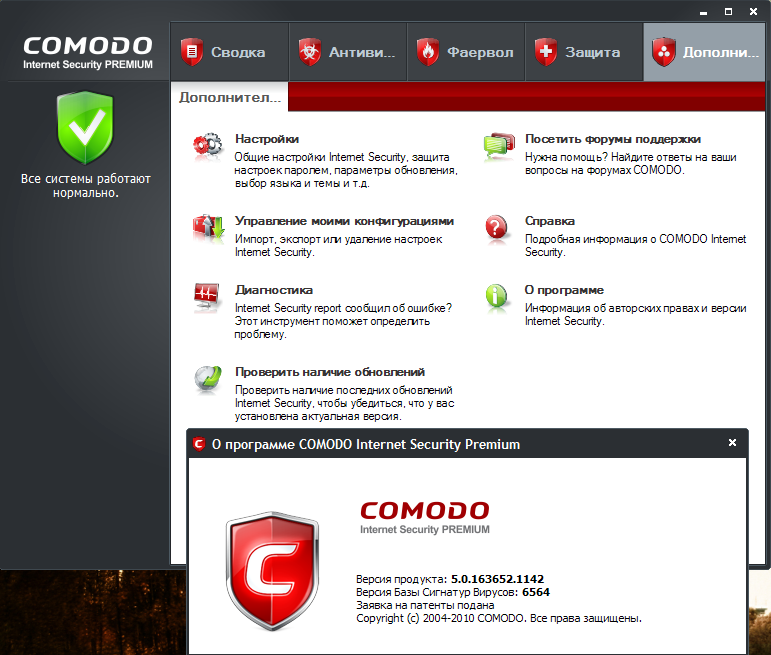 COMODO
Internet Security PREMIUM
Сводка
Антиви...
Фаервол
Защита
Дополни...
Дополнител...
Все системы работают
нормально.
Настройки
Общие настройки Internet Security, защита
настроек паролем, параметры обновления,
выбор языка и темы и т.д.
Посетить форумы поддержки
Нужна помощь? Найдите ответы на ваши
вопросы на форумах COMODO.
Управление моими конфигурациями
Импорт, экспорт или удаление настроек
Internet Security.
Справка
Подробная информация о COMODO Internet
Security.
Диагностика
Internet Security report сообщил об ошибке?
Этот инструмент поможет определить
проблему.
О программе
Информация об авторских правах и версии
Internet Security.
Проверить наличие обновлений
Проверить наличие последних обновлений
Internet Security, чтобы убедиться, что у вас
установлена актуальная версия.
О программе COMODO Internet Security Premium
COMODO
Internet Security PREMIUM
C
Версия продукта: 5.0.163652.1142
Версия Базы Сигнатур Вирусов: 6564
Заявка на патенты подана
Copyright (c) 2004-2010 COMODO. Все права защищены.